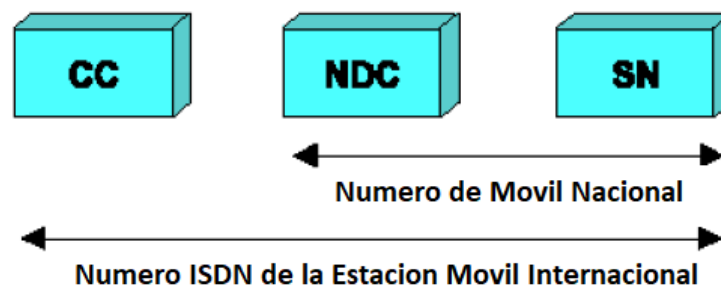 CC NDC SN
Numero de Movil Nacional
Numero ISDN de la Estacion Movil Internacional